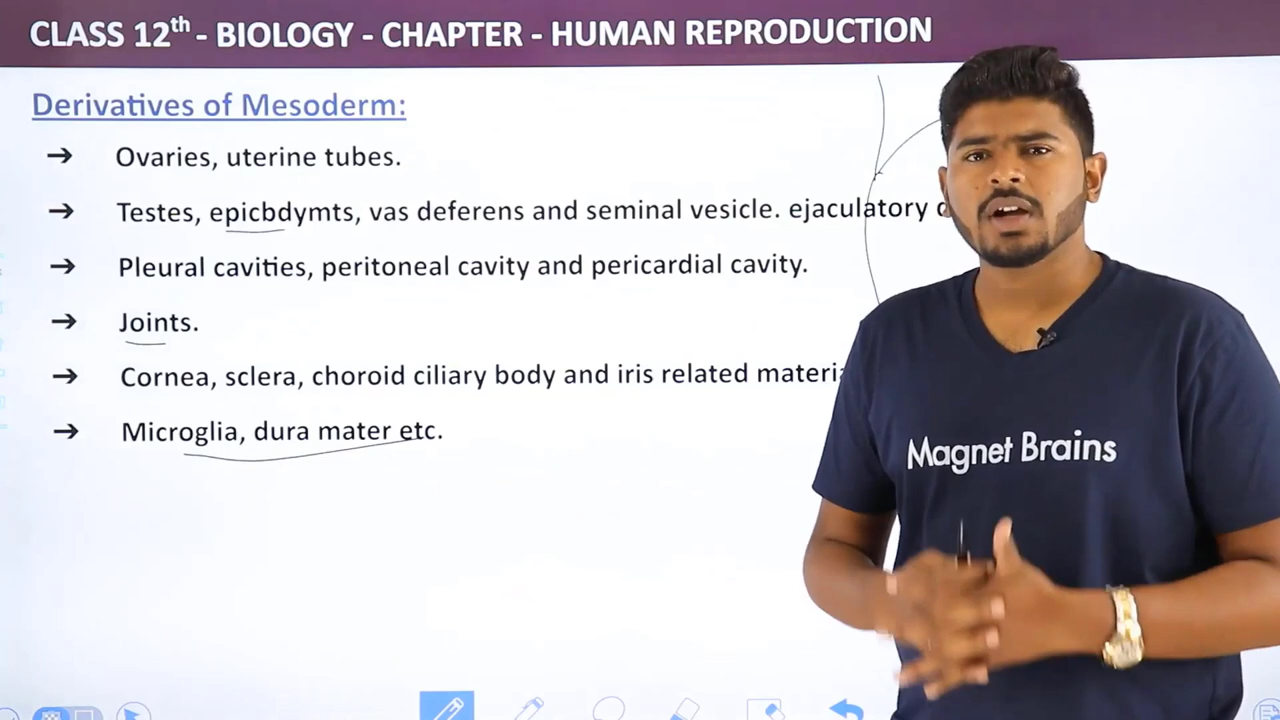 CLASS 12th - BIOLOGY - CHAPTER - HUMAN REPRODUCTION
Derivatives of Mesoderm:
➔ Ovaries, uterine tubes.
➔ Testes, epicbdymts, vas deferens and seminal vesicle. ejaculatory
➔ Pleural cavities, peritoneal cavity and pericardial cavity.
➔ Joints.
➔ Cornea, sclera, choroid ciliary body and iris related
➔ Microglia, dura mater etc.
Magnet Brains